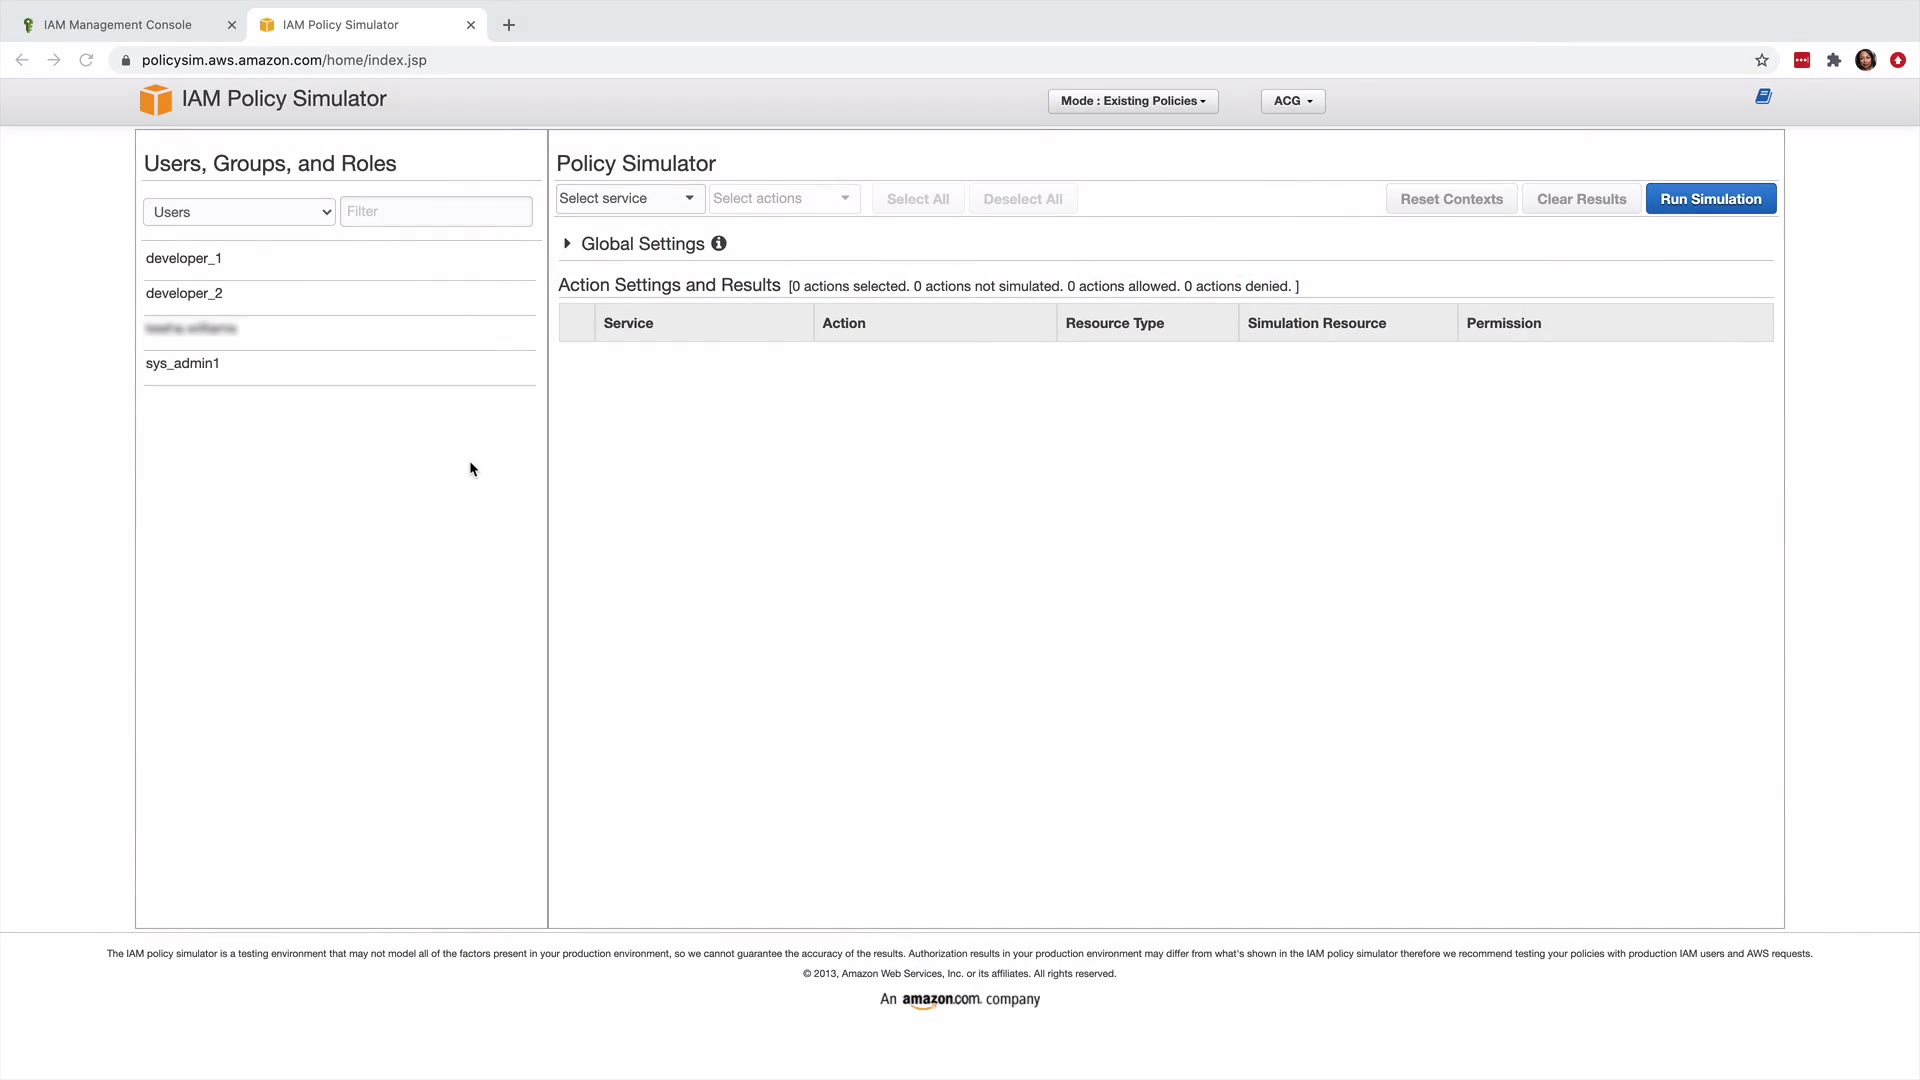 IAM Management Console
IAM Policy Simulator
policysim.aws.amazon.com/home/index.jsp
IAM Policy Simulator
Mode : Existing Policies
ACG
Users, Groups, and Roles
Users
Filter
developer_1
developer_2
sys_admin1
Policy Simulator
Select service
Select actions
Select All
Deselect All
Reset Contexts
Clear Results
Run Simulation
Global Settings
Action Settings and Results [0 actions selected. 0 actions not simulated. 0 actions allowed. 0 actions denied. ]
Service
Action
Resource Type
Simulation Resource
Permission
The IAM policy simulator is a testing environment that may not model all of the factors present in your production environment, so we cannot guarantee the accuracy of the results. Authorization results in your production environment may differ from what's shown in the IAM policy simulator therefore we recommend testing your policies with production IAM users and AWS requests.
© 2013, Amazon Web Services, Inc. or its affiliates. All rights reserved.
An amazon.com. company